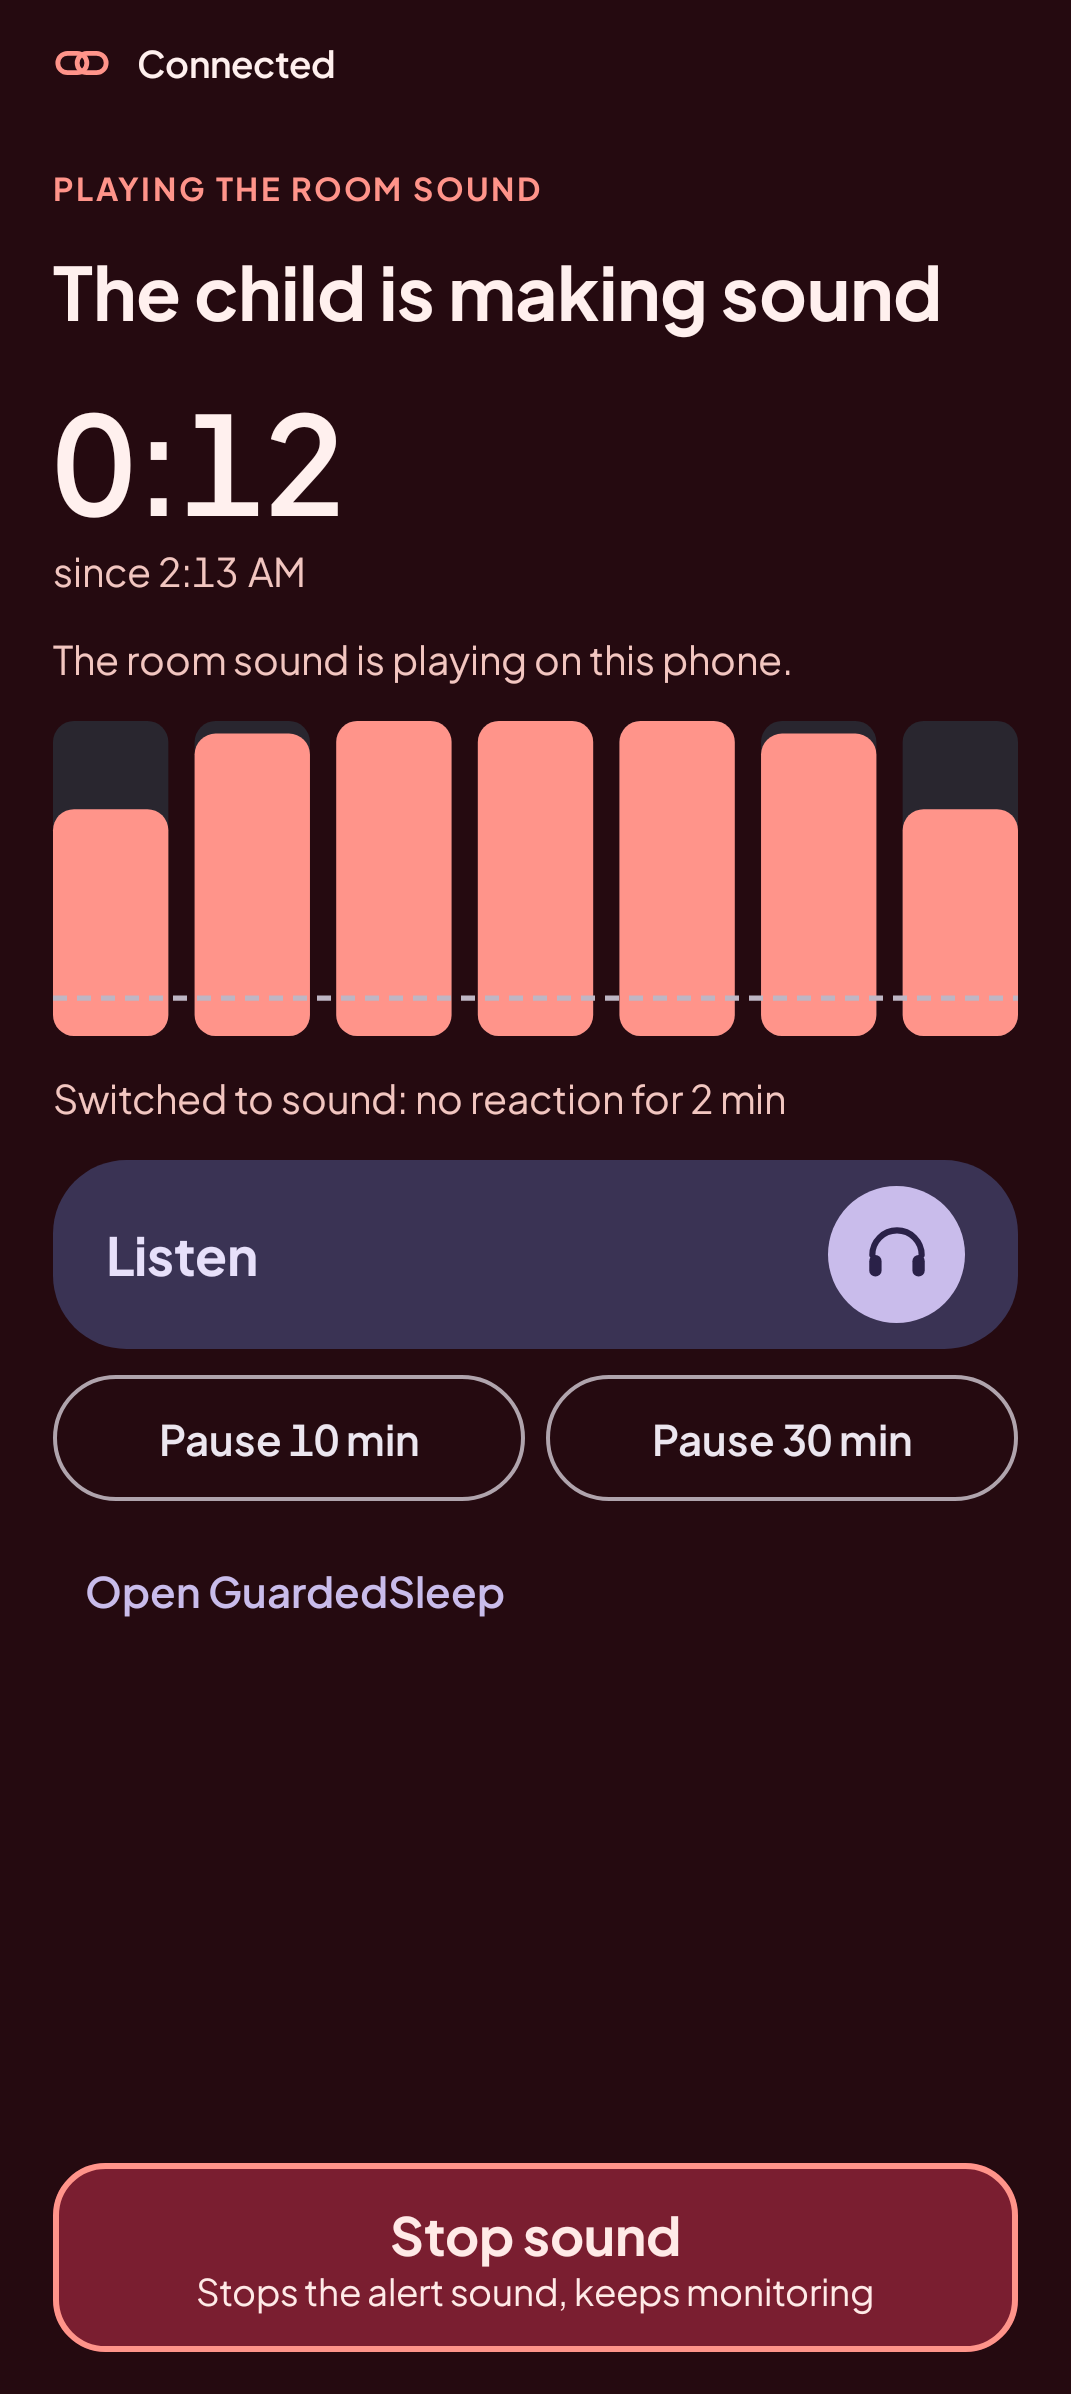 Connected
PLAYING THE ROOM SOUND
The child is making sound
0:12
since 2:13 AM
The room sound is playing on this phone.
Switched to sound: no reaction for 2 min
Listen
Pause 10 min
Pause 30 min
Open GuardedSleep
Stop sound
Stops the alert sound, keeps monitoring